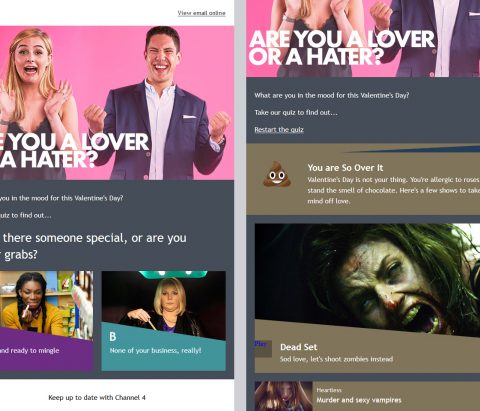 View email online
E YOU A LOVER
A HATER?
u in the mood for this Valentine's Day?
uiz to find out...
there someone special, or are you
grabs?
and ready to mingle
B
None of your business, really!
Keep up to date with Channel 4
ARE YOU A LOVER
OR A HATER?
What are you in the mood for this Valentine's Day?
Take our quiz to find out...
Restart the quiz
You are So Over It
Valentine's Day is not your thing. You're allergic to roses
stand the smell of chocolate. Here's a few shows to take
mind off love.
Play
Dead Set
Sod love, let's shoot zombies instead
Heartless
Murder and sexy vampires